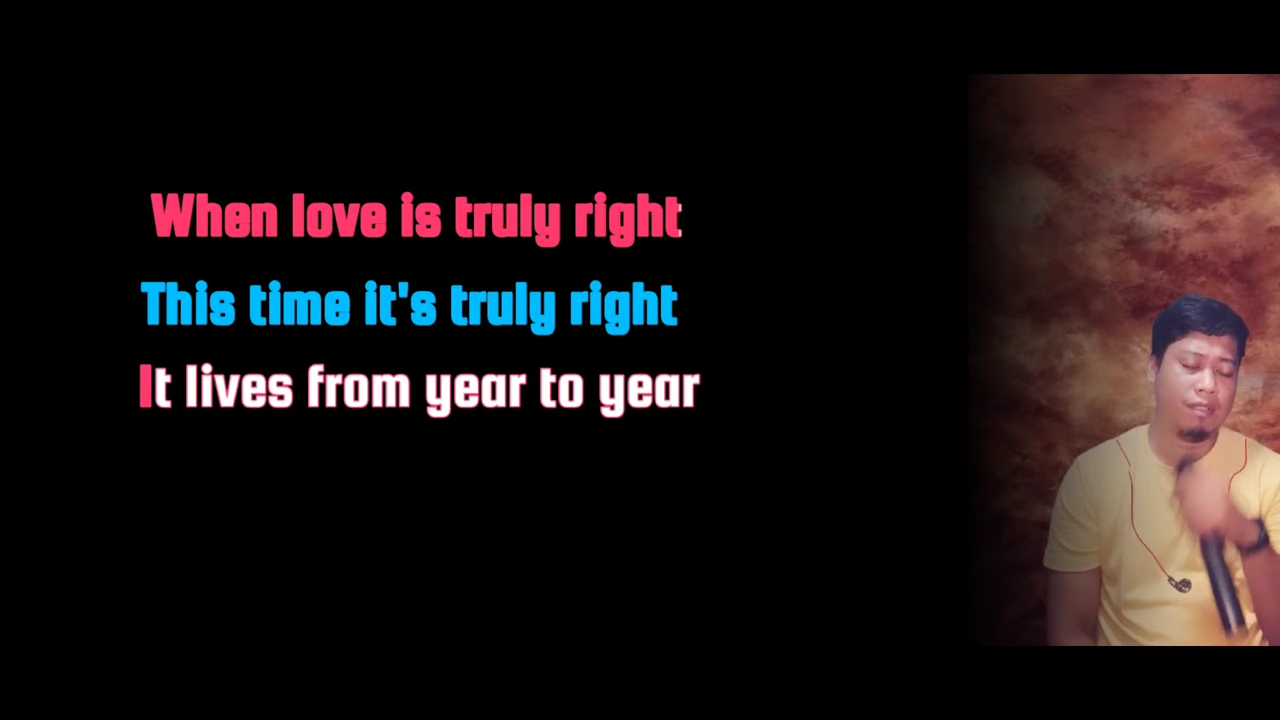 When love is truly right
This time it's truly right
It lives from year to year